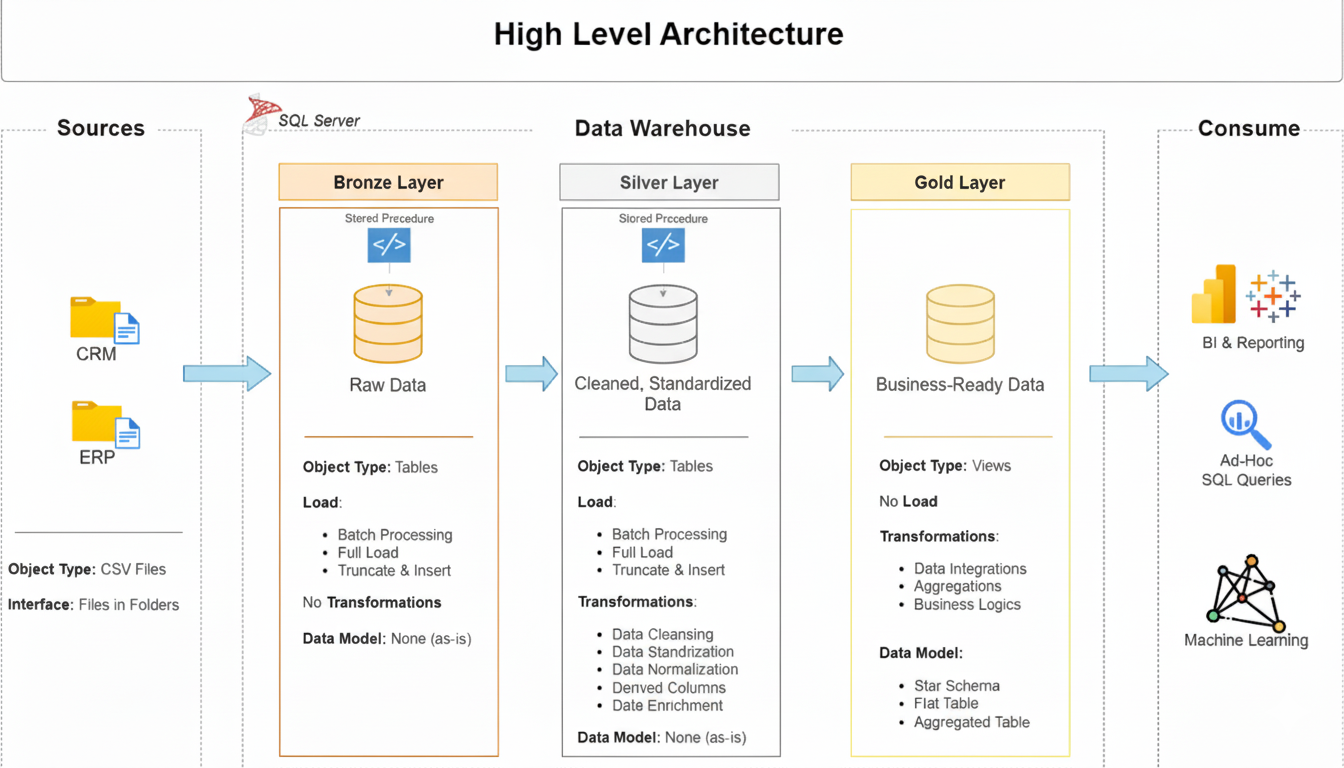 High Level Architecture
Sources
CRM
ERP
Object Type: CSV Files
Interface: Files in Folders
SQL Server
Data Warehouse
Bronze Layer
Stered Precedure
</>
Raw Data
Object Type: Tables
Load:
• Batch Processing
• Full Load
• Truncate & Insert
No Transformations
Data Model: None (as-is)
Silver Layer
Siored Prccedure
</>
Cleaned, Standardized
Data
Object Type: Tables
Load:
• Batch Processing
• Full Load
• Truncate & Insert
Transformations:
• Data Cleansing
• Data Standrization
• Data Normalization
• Derived Columns
• Date Enrichment
Data Model: None (as-is)
Gold Layer
Business-Ready Data
Object Type: Views
No Load
Transformations:
• Data Integrations
• Aggregations
• Business Logics
Data Model:
• Star Schema
• Flat Table
• Aggregated Table
Consume
BI & Reporting
Ad-Hoc
SQL Queries
Machine Learning